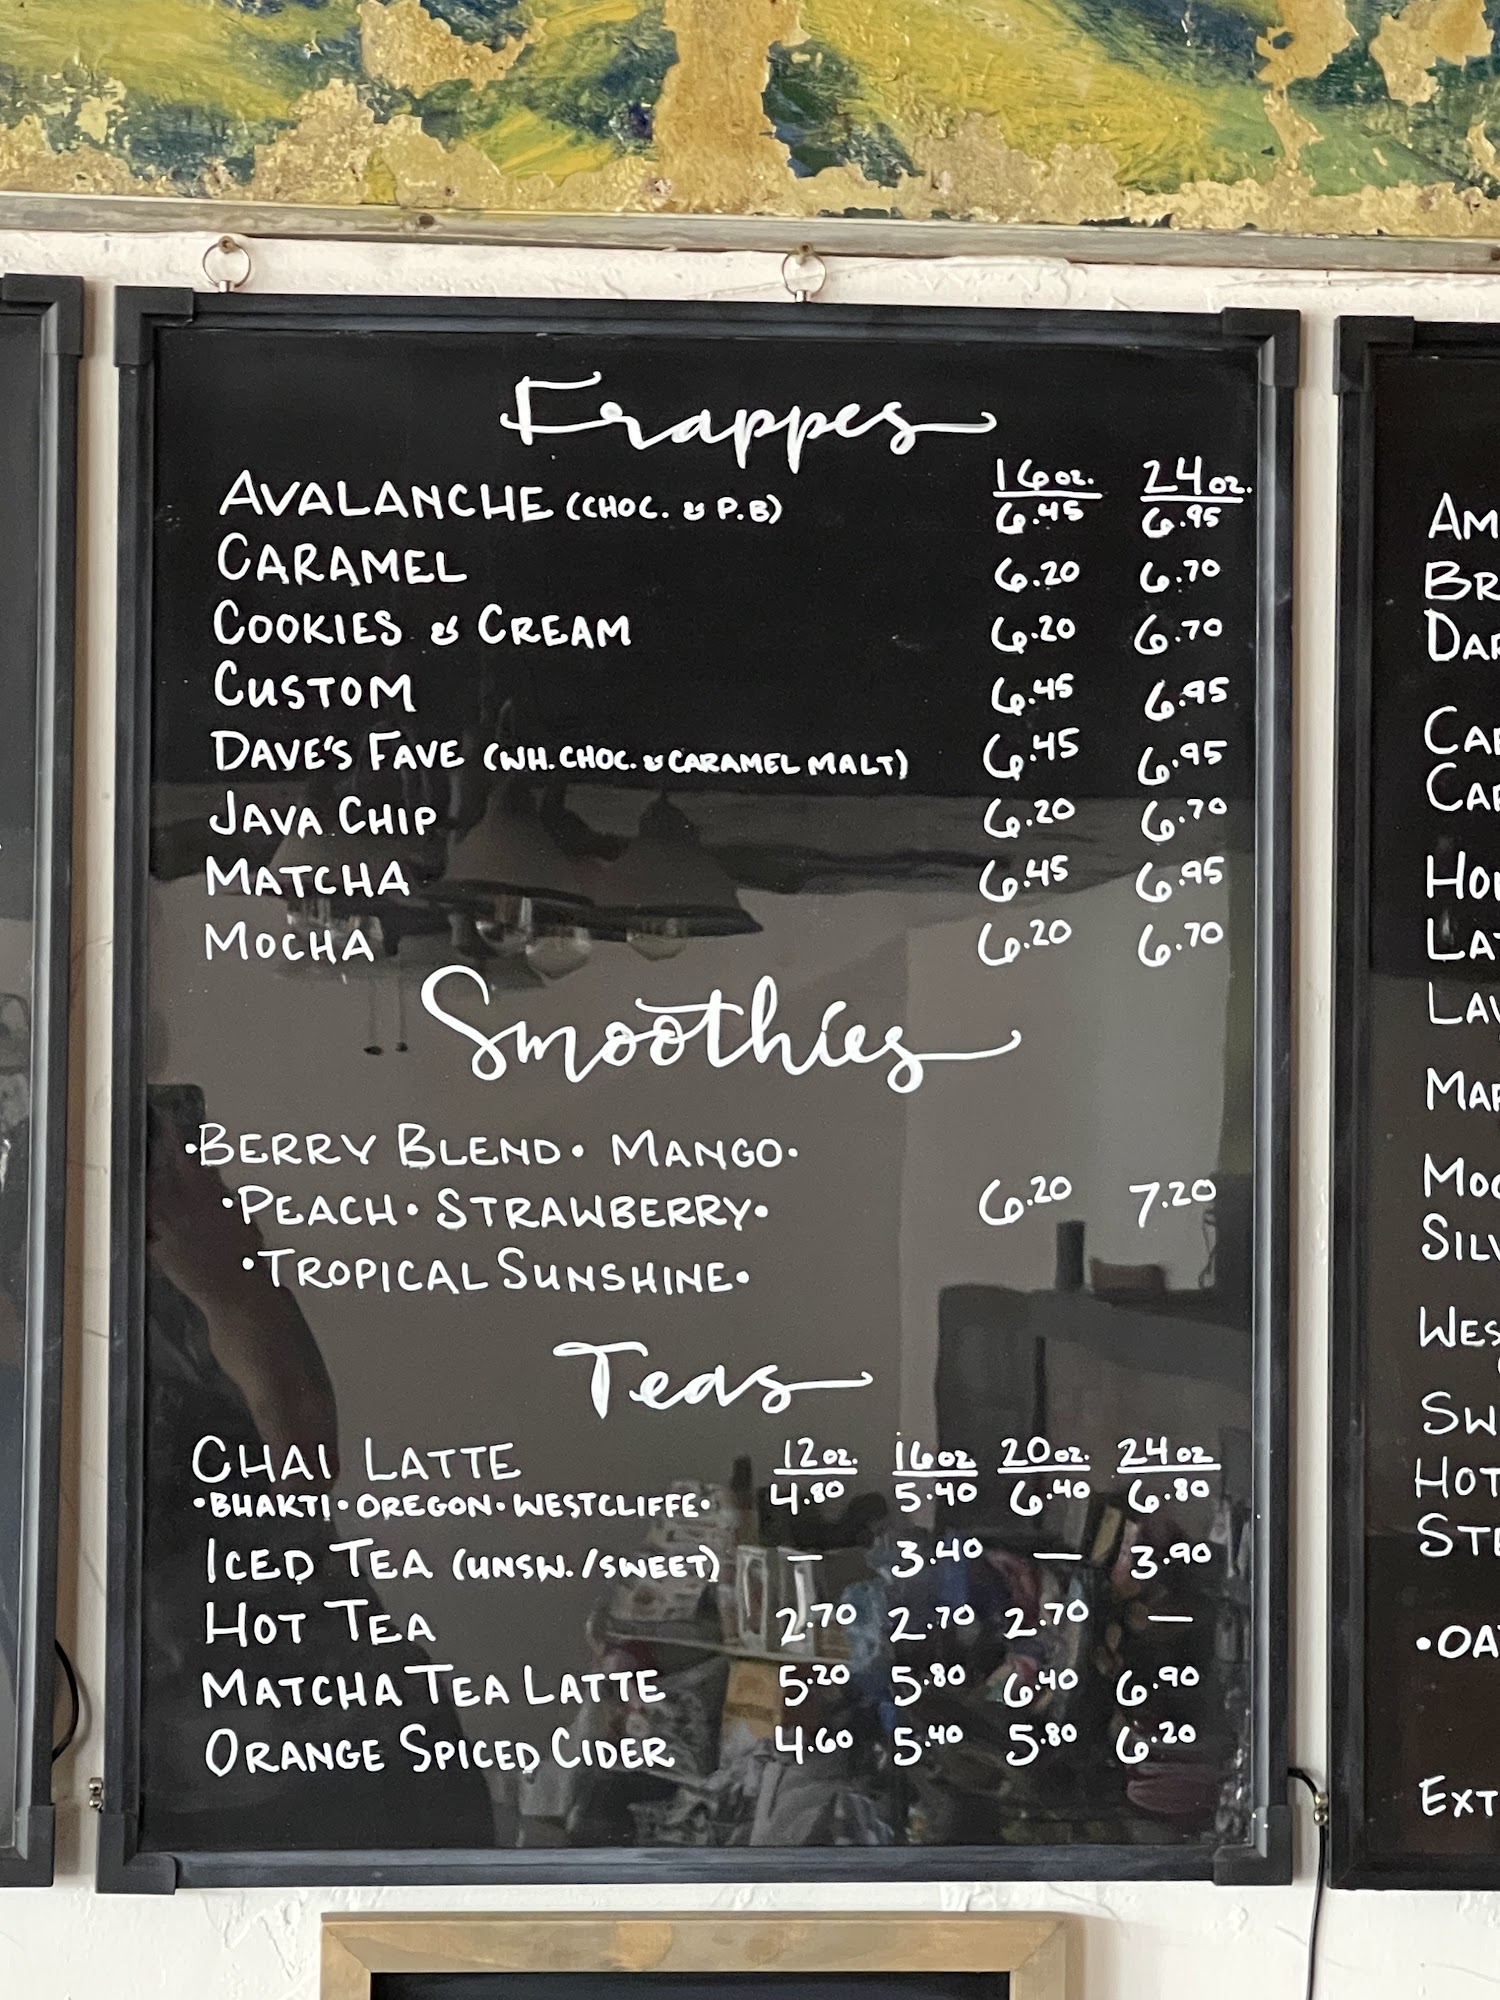 Frappes
16oz. 24oz.
AVALANCHE (CHOC. & P.B) 6.45 6.95
CARAMEL 6.20 6.70
COOKIES & CREAM 6.20 6.70
CUSTOM 6.45 6.95
DAVE'S FAVE (WH. CHOC. & CARAMEL MALT) 6.45 6.95
JAVA CHIP 6.20 6.70
MATCHA 6.45 6.95
MOCHA 6.20 6.70
Smoothies
•BERRY BLEND• MANGO•
•PEACH• STRAWBERRY• 6.20 7.20
•TROPICAL SUNSHINE•
Teas
CHAI LATTE 12oz. 16oz 20oz. 24oz
•BHAKTI•OREGON•WESTCLIFFE• 4.80 5.40 6.40 6.80
ICED TEA (UNSW./SWEET) — 3.40 — 3.90
HOT TEA 2.70 2.70 2.70 —
MATCHA TEA LATTE 5.20 5.80 6.40 6.90
ORANGE SPICED CIDER 4.60 5.40 5.80 6.20
AM
BR
HOT